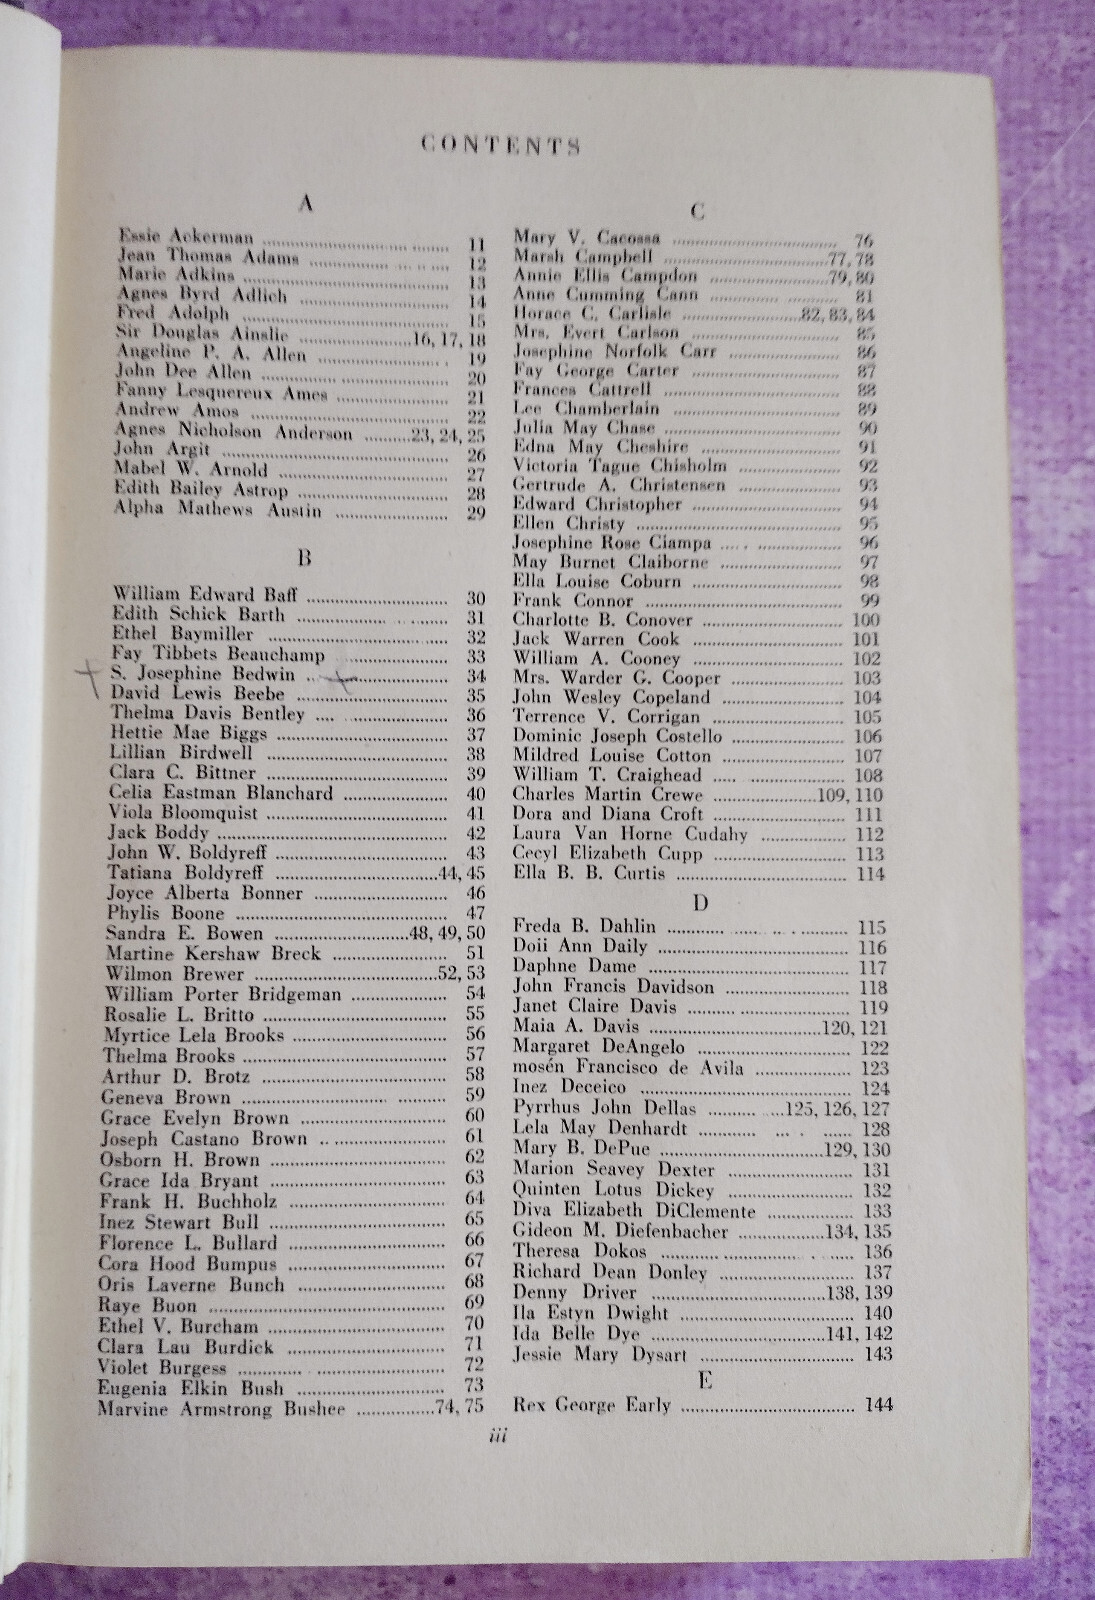 CONTENTS
A
Essie Ackerman 11
Jean Thomas Adams 12
Marie Adkins 13
Agnes Byrd Adlich 14
Fred Adolph 15
Sir Douglas Ainslie 16, 17, 18
Angeline P. A. Allen 19
John Dee Allen 20
Fanny Lesquereux Ames 21
Andrew Amos 22
Agnes Nicholson Anderson 23, 24, 25
John Argit 26
Mabel W. Arnold 27
Edith Bailey Astrop 28
Alpha Mathews Austin 29
B
William Edward Baff 30
Edith Schick Barth 31
Ethel Baymiller 32
Fay Tibbets Beauchamp 33
S. Josephine Bedwin 34
David Lewis Beebe 35
Thelma Davis Bentley 36
Hettie Mae Biggs 37
Lillian Birdwell 38
Clara C. Bittner 39
Celia Eastman Blanchard 40
Viola Bloomquist 41
Jack Boddy 42
John W. Boldyreff 43
Tatiana Boldyreff 44, 45
Joyce Alberta Bonner 46
Phylis Boone 47
Sandra E. Bowen 48, 49, 50
Martine Kershaw Breck 51
Wilmon Brewer 52, 53
William Porter Bridgeman 54
Rosalie L. Britto 55
Myrtice Lela Brooks 56
Thelma Brooks 57
Arthur D. Brotz 58
Geneva Brown 59
Grace Evelyn Brown 60
Joseph Castano Brown 61
Osborn H. Brown 62
Grace Ida Bryant 63
Frank H. Buchholz 64
Inez Stewart Bull 65
Florence L. Bullard 66
Cora Hood Bumpus 67
Oris Laverne Bunch 68
Raye Buon 69
Ethel V. Burcham 70
Clara Lau Burdick 71
Violet Burgess 72
Eugenia Elkin Bush 73
Marvine Armstrong Bushee 74, 75
C
Mary V. Cacossa 76
Marsh Campbell 77, 78
Annie Ellis Campdon 79, 80
Anne Cumming Cann 81
Horace C. Carlisle 82, 83, 84
Mrs. Evert Carlson 85
Josephine Norfolk Carr 86
Fay George Carter 87
Frances Cattrell 88
Lee Chamberlain 89
Julia May Chase 90
Edna May Cheshire 91
Victoria Tague Chisholm 92
Gertrude A. Christensen 93
Edward Christopher 94
Ellen Christy 95
Josephine Rose Ciampa 96
May Burnet Claiborne 97
Ella Louise Coburn 98
Frank Connor 99
Charlotte B. Conover 100
Jack Warren Cook 101
William A. Cooney 102
Mrs. Warder G. Cooper 103
John Wesley Copeland 104
Terrence V. Corrigan 105
Dominic Joseph Costello 106
Mildred Louise Cotton 107
William T. Craighead 108
Charles Martin Crewe 109, 110
Dora and Diana Croft 111
Laura Van Horne Cudahy 112
Cecyl Elizabeth Cupp 113
Ella B. B. Curtis 114
D
Freda B. Dahlin 115
Doii Ann Daily 116
Daphne Dame 117
John Francis Davidson 118
Janet Claire Davis 119
Maia A. Davis 120, 121
Margaret DeAngelo 122
mosén Francisco de Avila 123
Inez Deceico 124
Pyrrhus John Dellas 125, 126, 127
Lela May Denhardt 128
Mary B. DePue 129, 130
Marion Seavey Dexter 131
Quinten Lotus Dickey 132
Diva Elizabeth DiClemente 133
Gideon M. Diefenbacher 134, 135
Theresa Dokos 136
Richard Dean Donley 137
Denny Driver 138, 139
Ila Estyn Dwight 140
Ida Belle Dye 141, 142
Jessie Mary Dysart 143
E
Rex George Early 144
iii